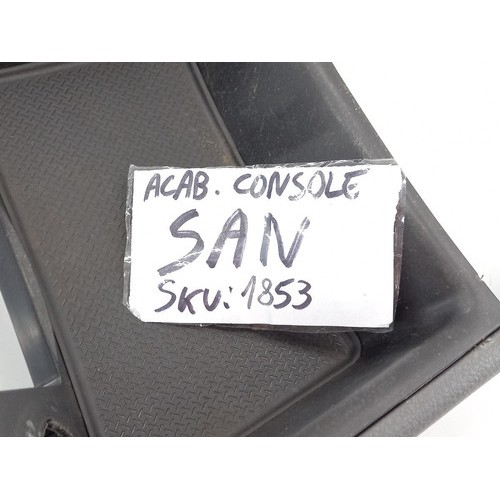 ACAB. CONSOLE
SAN
SKU: 1853